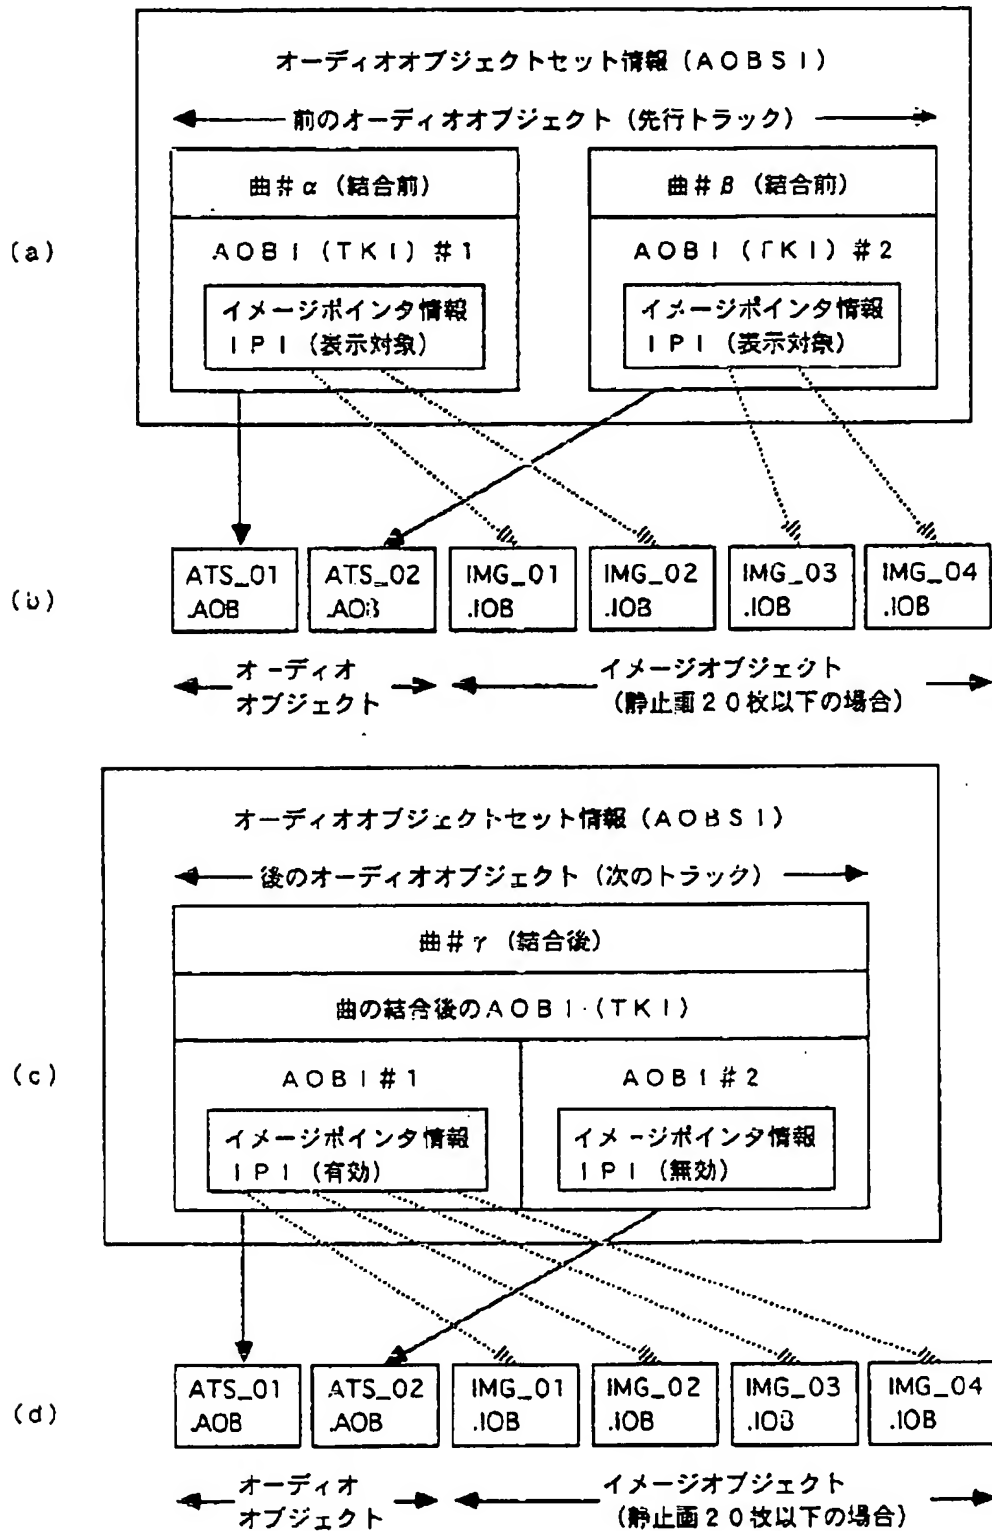 オーディオオブジェクトセット情報(AOBSI)
前のオーディオオブジェクト(先行トラック)
曲#α(結合前)
曲#β(結合前)
(a)
AOBI(TKI)#1
AOBI(TKI)#2
イメージポインタ情報
IPI(表示対象)
イメージポインタ情報
IPI(表示対象)
(b)
ATS_01
.AOB
ATS_02
.AOB
IMG_01
.IOB
IMG_02
.IOB
IMG_03
.IOB
IMG_04
.IOB
オーディオ
オブジェクト
イメージオブジェクト
(静止画20枚以下の場合)
オーディオオブジェクトセット情報(AOBSI)
後のオーディオオブジェクト(次のトラック)
曲#γ(結合後)
曲の結合後のAOBI(TKI)
(c)
AOBI#1
AOBI#2
イメージポインタ情報
IPI(有効)
イメージポインタ情報
IPI(無効)
(d)
ATS_01
.AOB
ATS_02
.AOB
IMG_01
.IOB
IMG_02
.IOB
IMG_03
.IOB
IMG_04
.IOB
オーディオ
オブジェクト
イメージオブジェクト
(静止画20枚以下の場合)